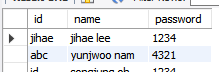 id name password
jihae jihae lee 1234
abc yunjwoo nam 4321